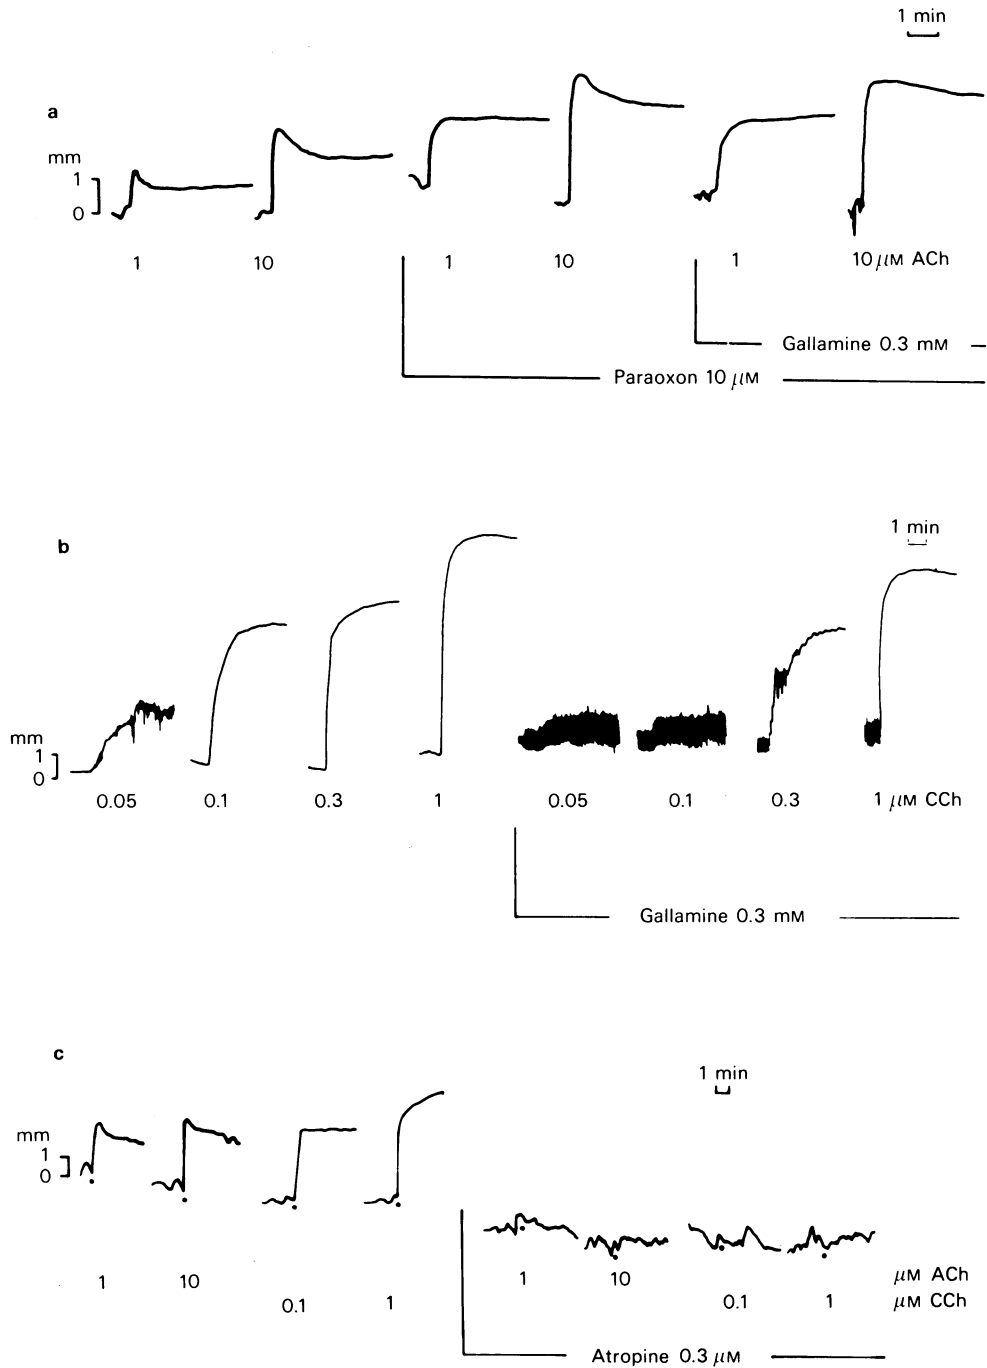 1 min
a
mm
1
0
1 10 1 10 1 10 μM ACh
Gallamine 0.3 mM
Paraoxon 10 μM
1 min
b
mm
1
0
0.05 0.1 0.3 1 0.05 0.1 0.3 1 μM CCh
Gallamine 0.3 mM
c
1 min
mm
1
0
1 10 1 10 μM ACh
0.1 1 0.1 1 μM CCh
Atropine 0.3 μM